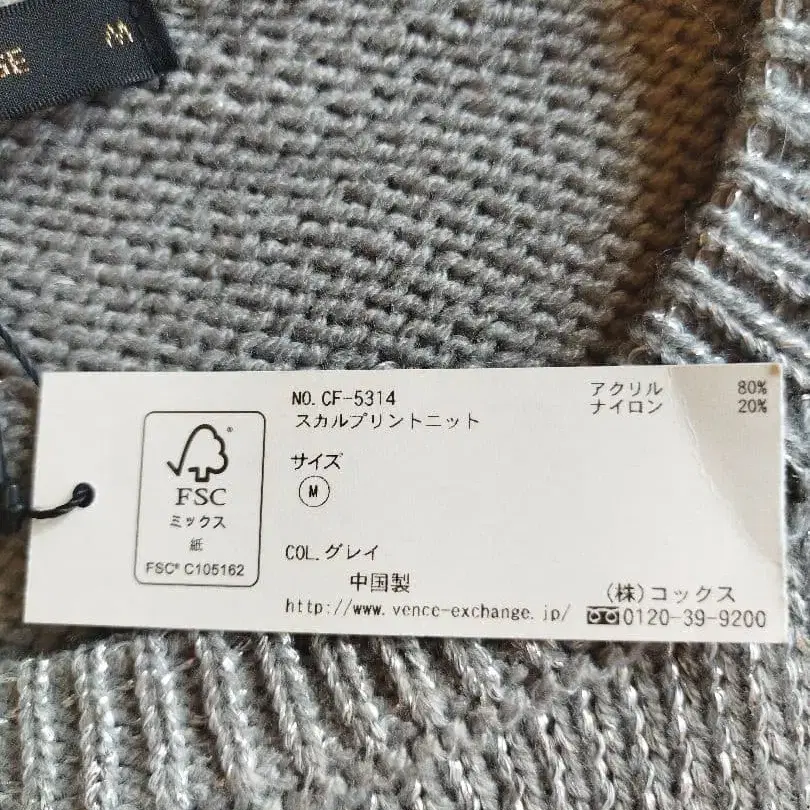 GE
M
NO. CF-5314
スカルプリントニット
サイズ
M
COL. グレイ
中国製
http://www.vence-exchange.jp/
アクリル 80%
ナイロン 20%
(株)コックス
0120-39-9200
FSC®
ミックス
紙
FSC® C105162